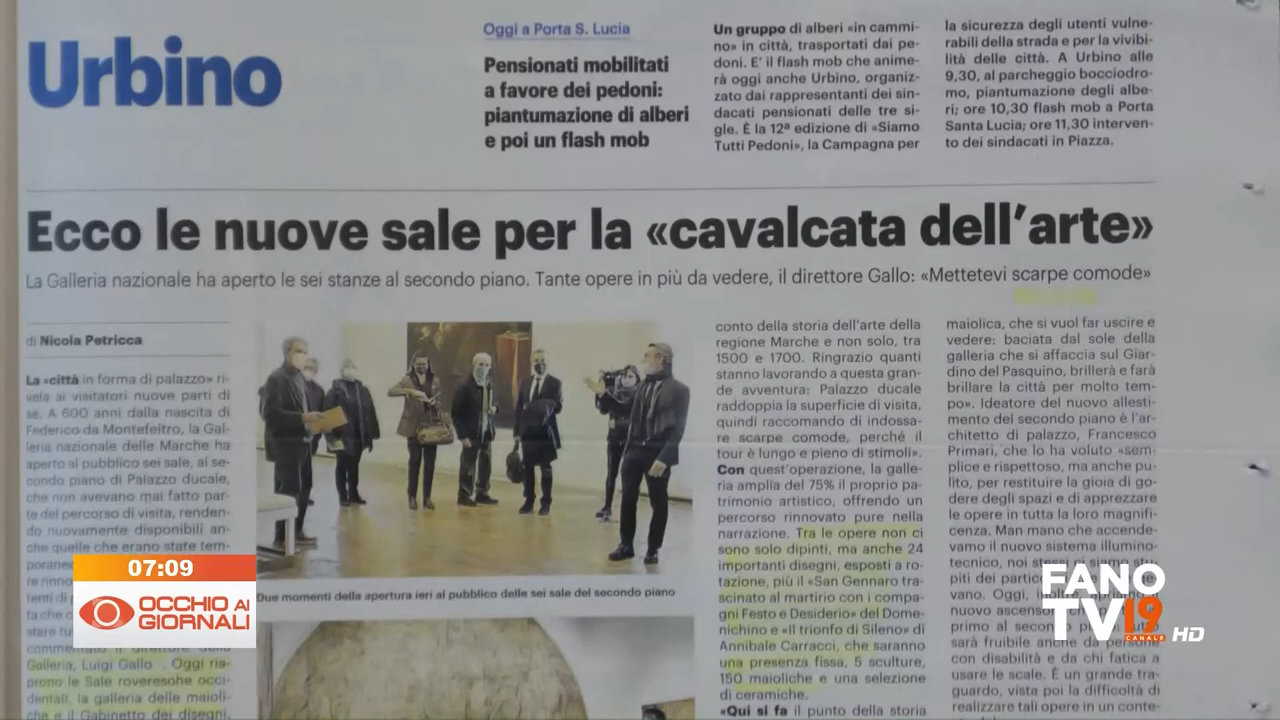 Urbino
Oggi a Porta S. Lucia
Pensionati mobilitati
a favore dei pedoni:
piantumazione di alberi
e poi un flash mob
Un gruppo di alberi «in cammi-
no» in città, trasportati dai pe-
doni. E' il flash mob che anime-
rà oggi anche Urbino, organiz-
zato dai rappresentanti dei sin-
dacati pensionati delle tre si-
gle. È la 12ª edizione di «Siamo
Tutti Pedoni», la Campagna per
la sicurezza degli utenti vulne-
rabili della strada e per la vivibi-
lità delle città. A Urbino alle
9,30, al parcheggio bocciodro-
mo, piantumazione degli albe-
ri; ore 10,30 flash mob a Porta
Santa Lucia; ore 11,30 interven-
to dei sindacati in Piazza.
Ecco le nuove sale per la «cavalcata dell'arte»
La Galleria nazionale ha aperto le sei stanze al secondo piano. Tante opere in più da vedere, il direttore Gallo: «Mettetevi scarpe comode»
di Nicola Petricca
La «città in forma di palazzo» ri-
vela ai visitatori nuove parti di
sé. A 600 anni dalla nascita di
Federico da Montefeltro, la Gal-
leria nazionale delle Marche ha
aperto al pubblico sei sale, al se-
condo piano di Palazzo ducale,
che non avevano mai fatto par-
te del percorso di visita, renden-
do nuovamente disponibili an-
che quelle che erano state tem-
Galleria, Luigi Gallo . Oggi ria-
prono le Sale roveresche occi-
dentali, la galleria delle maioli-
che e il Gabinetto dei disegni,
Due momenti della apertura ieri al pubblico delle sei sale del secondo piano
conto della storia dell'arte della
regione Marche e non solo, tra
1500 e 1700. Ringrazio quanti
stanno lavorando a questa gran-
de avventura: Palazzo ducale
raddoppia la superficie di visita,
quindi raccomando di indossa-
re scarpe comode, perché il
tour è lungo e pieno di stimoli».
Con quest'operazione, la galle-
ria amplia del 75% il proprio pa-
trimonio artistico, offrendo un
percorso rinnovato pure nella
narrazione. Tra le opere non ci
sono solo dipinti, ma anche 24
importanti disegni, esposti a ro-
tazione, più il «San Gennaro tra-
scinato al martirio con i compa-
gni Festo e Desiderio» del Dome-
nichino e «Il trionfo di Sileno» di
Annibale Carracci, che saranno
una presenza fissa, 5 sculture,
150 maioliche e una selezione
di ceramiche.
«Qui si fa il punto della storia
maiolica, che si vuol far uscire e
vedere: baciata dal sole della
galleria che si affaccia sul Giar-
dino del Pasquino, brillerà e farà
brillare la città per molto tem-
po». Ideatore del nuovo allesti-
mento del secondo piano è l'ar-
chitetto di palazzo, Francesco
Primari, che lo ha voluto «sem-
plice e rispettoso, ma anche pu-
lito, per restituire la gioia di go-
dere degli spazi e di apprezzare
le opere in tutta la loro magnifi-
cenza. Man mano che accende-
vamo il nuovo sistema illumino-
tecnico, noi stessi ci siamo stu-
piti dei
vano. Oggi,
nuovo
primo al
sarà fruibile anche da persone
con disabilità e da chi fatica a
usare le scale. È un grande tra-
guardo, vista poi la difficoltà di
realizzare tali opere in un conte-
07:09
OCCHIO AI
GIORNALI
FANO
TV19
CANALE HD